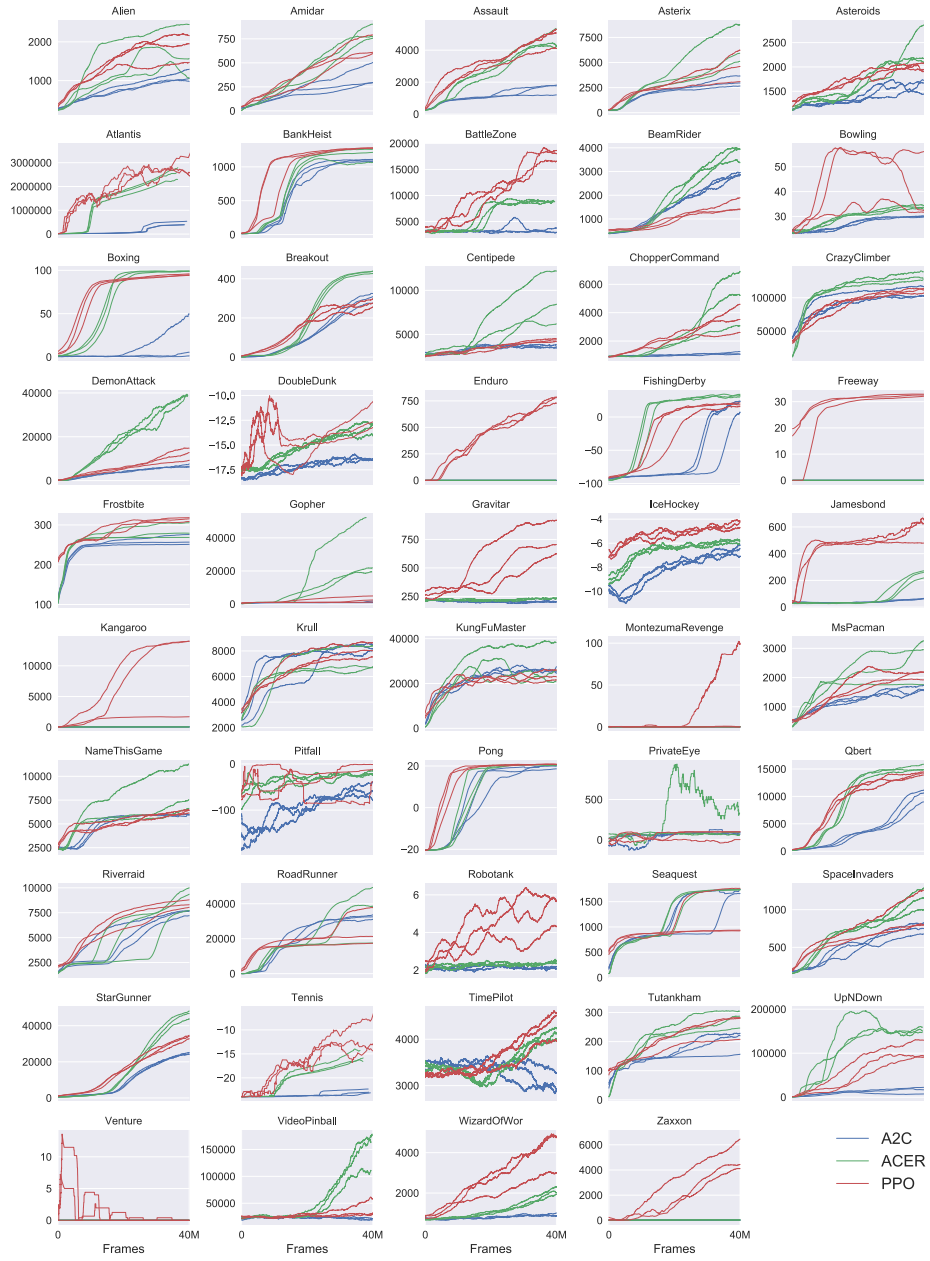 Alien
2000
1000
Amidar
750
500
250
0
Assault
4000
2000
0
Asterix
7500
5000
2500
0
Asteroids
2500
2000
1500
1000
Atlantis
3000000
2000000
1000000
0
BankHeist
1000
500
0
BattleZone
20000
15000
10000
5000
BeamRider
4000
3000
2000
1000
Bowling
50
40
30
Boxing
100
50
0
Breakout
400
200
0
Centipede
10000
5000
ChopperCommand
6000
4000
2000
CrazyClimber
100000
50000
DemonAttack
40000
20000
0
DoubleDunk
−10.0
−12.5
−15.0
−17.5
Enduro
750
500
250
0
FishingDerby
0
−50
−100
Freeway
30
20
10
0
Frostbite
300
200
100
Gopher
40000
20000
0
Gravitar
750
500
250
IceHockey
−4
−6
−8
−10
Jamesbond
600
400
200
0
Kangaroo
10000
5000
0
Krull
8000
6000
4000
2000
KungFuMaster
40000
20000
0
MontezumaRevenge
100
50
0
MsPacman
3000
2000
1000
NameThisGame
10000
7500
5000
2500
Pitfall
0
−100
Pong
20
0
−20
PrivateEye
500
0
Qbert
15000
10000
5000
0
Riverraid
10000
7500
5000
2500
RoadRunner
40000
20000
0
Robotank
6
4
2
Seaquest
1500
1000
500
0
SpaceInvaders
1000
500
StarGunner
40000
20000
0
Tennis
−10
−15
−20
TimePilot
4000
3000
Tutankham
300
200
100
0
UpNDown
200000
100000
0
Venture
10
5
0
VideoPinball
150000
100000
50000
0
40M
Frames
WizardOfWor
4000
2000
0
0
40M
Frames
Zaxxon
6000
4000
2000
0
0
40M
Frames
0
40M
Frames
A2C
ACER
PPO